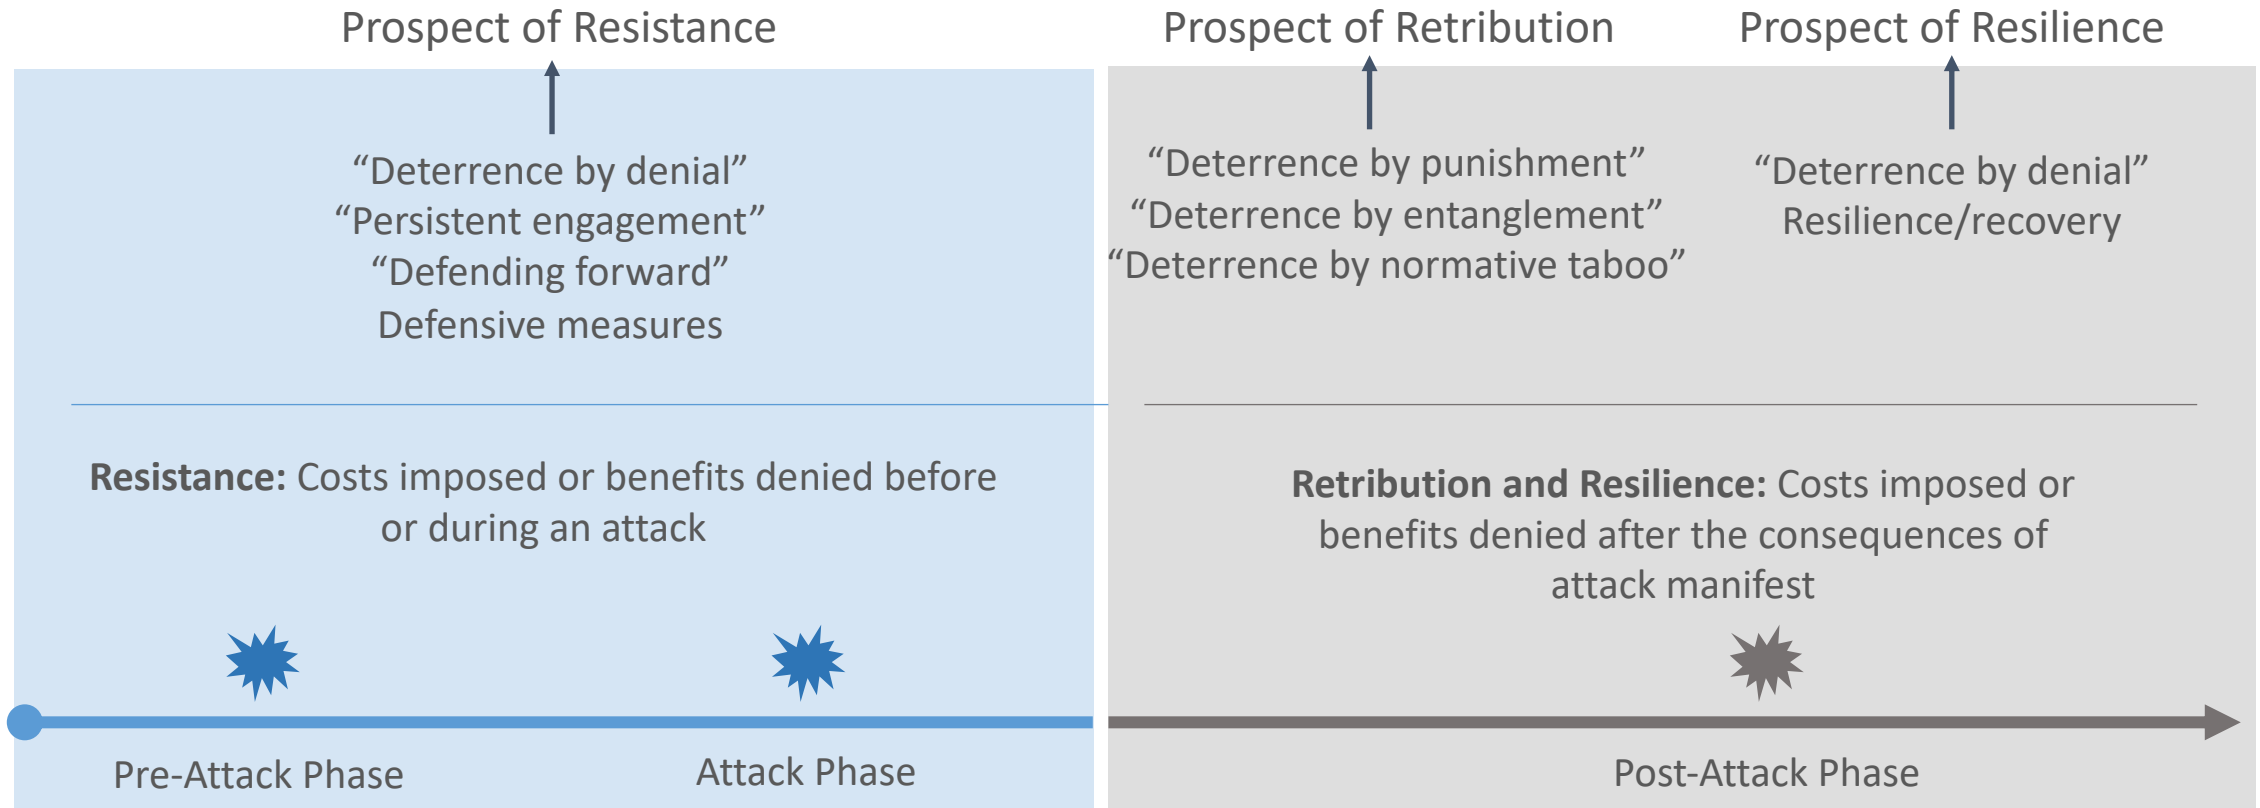 Prospect of Resistance
Prospect of Retribution
Prospect of Resilience
“Deterrence by denial”
“Persistent engagement”
“Defending forward”
Defensive measures
“Deterrence by punishment”
“Deterrence by entanglement”
“Deterrence by normative taboo”
“Deterrence by denial”
Resilience/recovery
Resistance: Costs imposed or benefits denied before
or during an attack
Retribution and Resilience: Costs imposed or
benefits denied after the consequences of
attack manifest
Pre-Attack Phase
Attack Phase
Post-Attack Phase